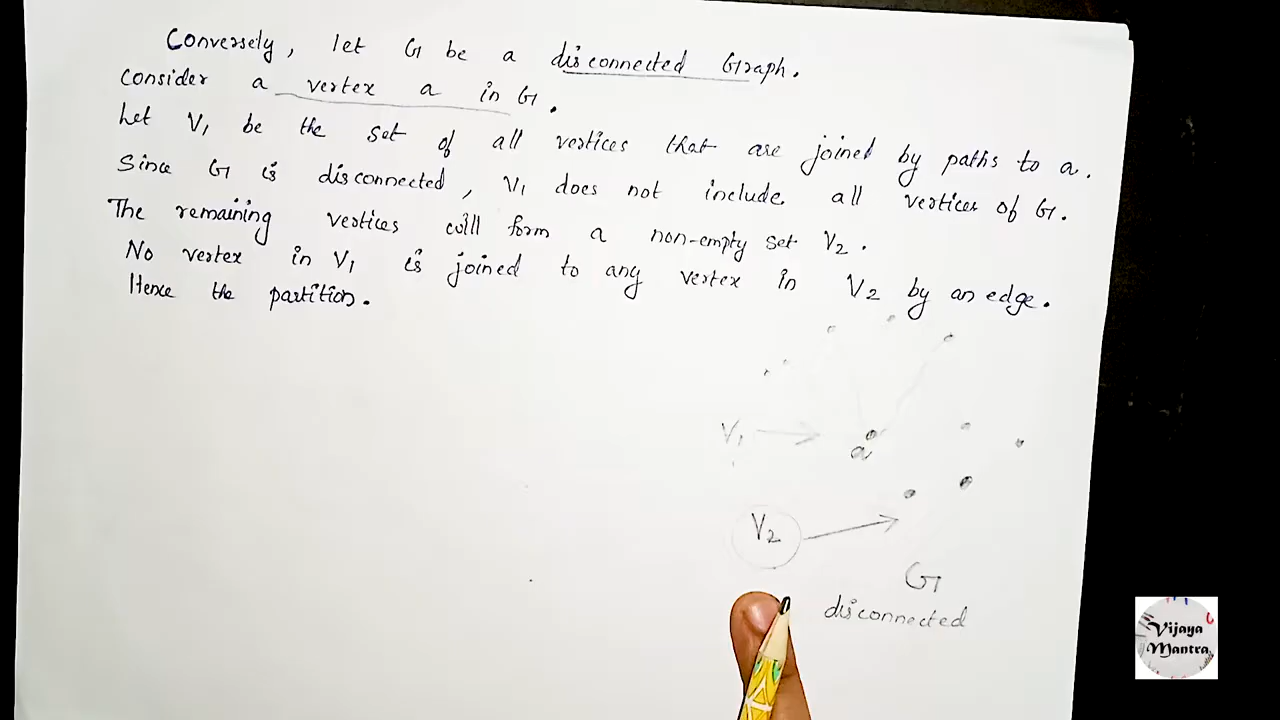 Conversely, let G be a disconnected Graph.
Consider a vertex a in G.
Let V1 be the set of all vertices that are joined by paths to a.
Since G is disconnected, V1 does not include all vertices of G.
The remaining vertices will form a non-empty set V2.
No vertex in V1 is joined to any vertex in V2 by an edge.
Hence the partition.
V1
a
V2
G
disconnected
Vijaya
Mantra